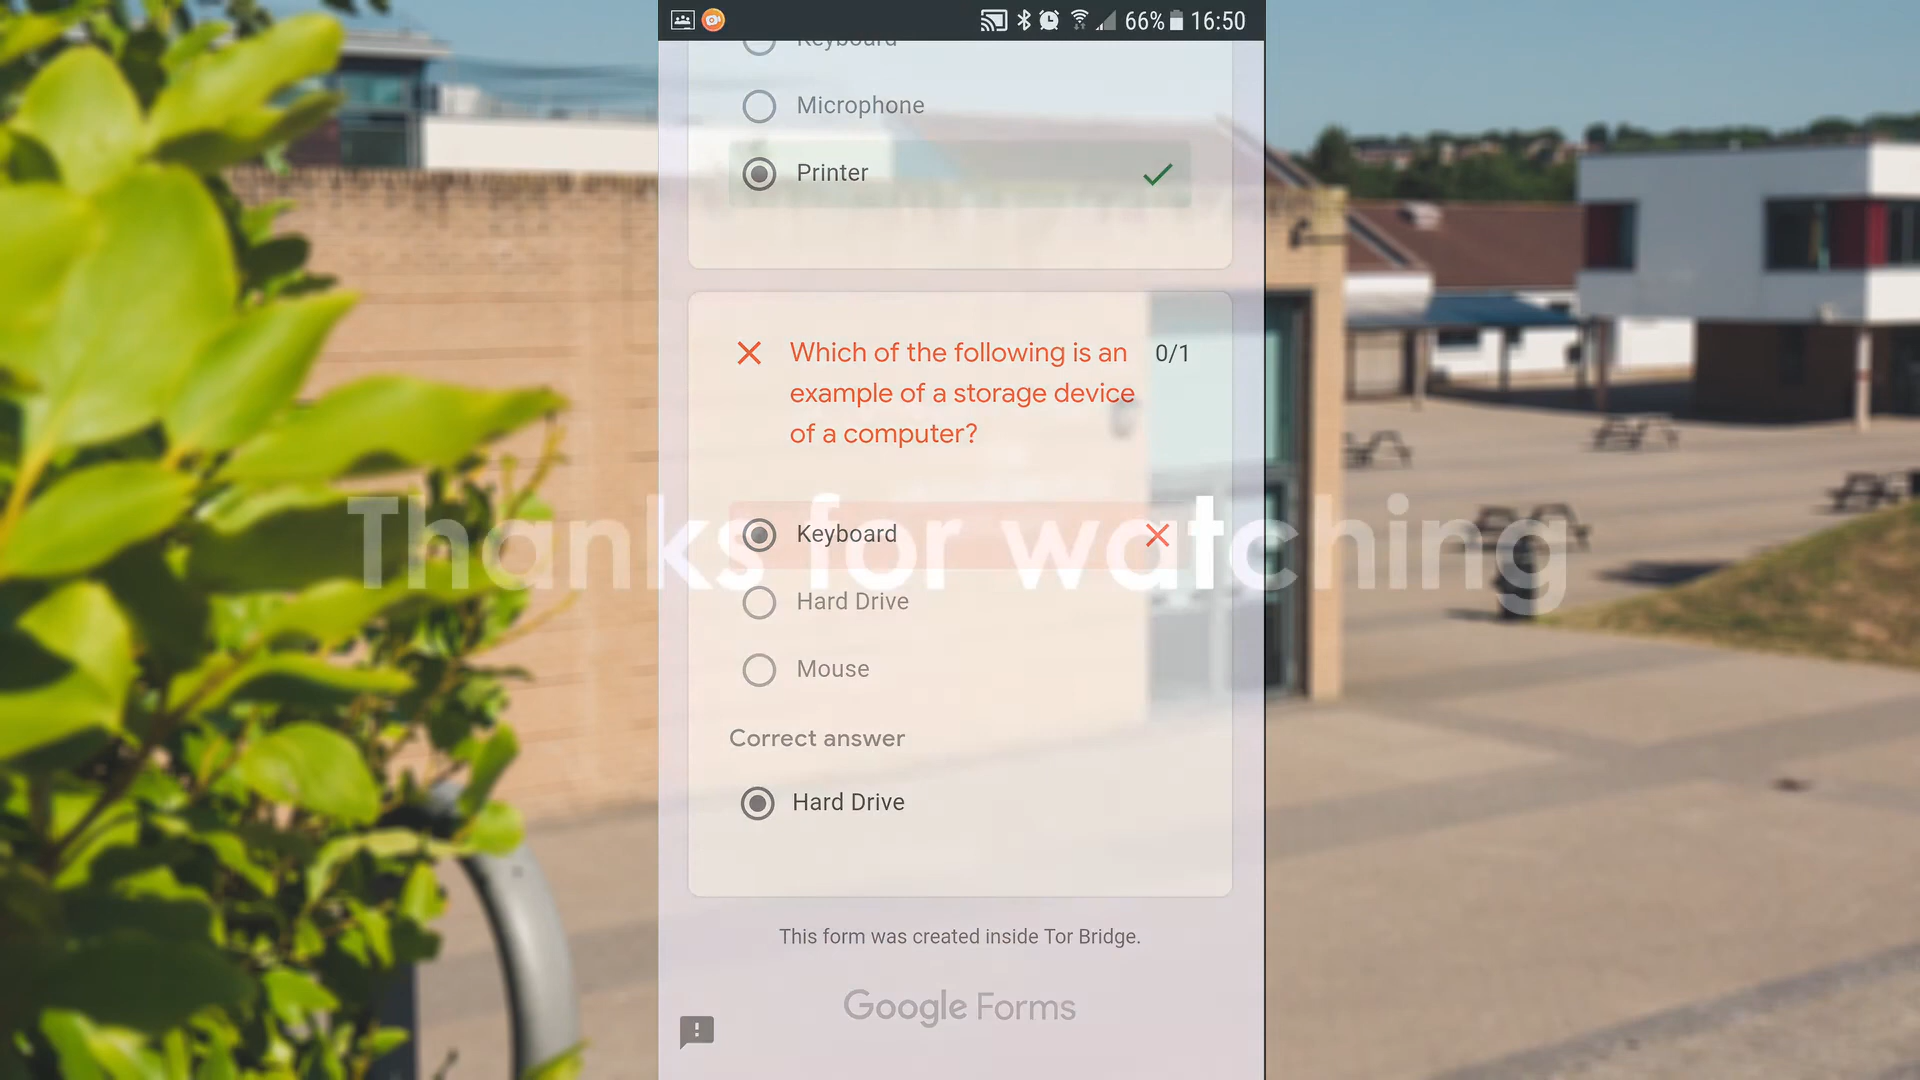 66% 16:50
Keyboard
Microphone
Printer
Which of the following is an 0/1
example of a storage device
of a computer?
Keyboard
Thanks for watching
Hard Drive
Mouse
Correct answer
Hard Drive
This form was created inside Tor Bridge.
Google Forms